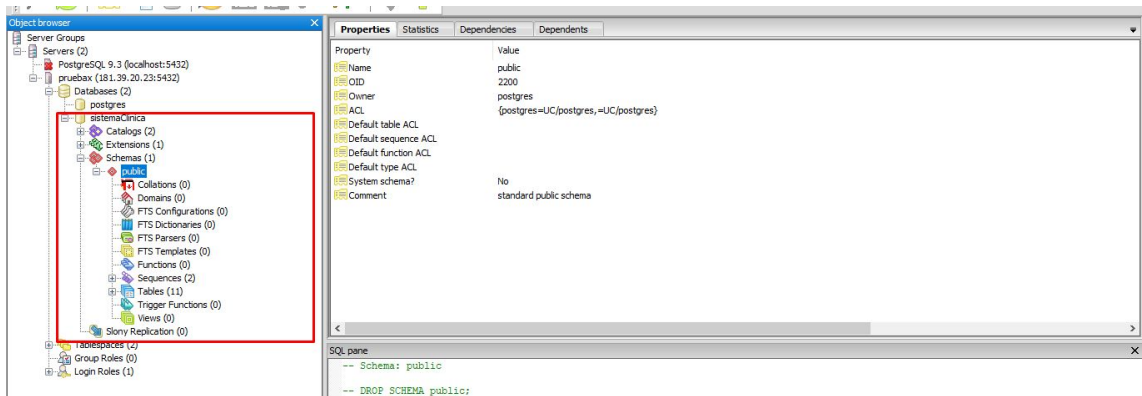 Object browser
Server Groups
Servers (2)
PostgreSQL 9.3 (localhost:5432)
pruebax (181.39.20.23:5432)
Databases (2)
postgres
sistemaClinica
Catalogs (2)
Extensions (1)
Schemas (1)
public
Collations (0)
Domains (0)
FTS Configurations (0)
FTS Dictionaries (0)
FTS Parsers (0)
FTS Templates (0)
Functions (0)
Sequences (2)
Tables (11)
Trigger Functions (0)
Views (0)
Slony Replication (0)
Tablespaces (2)
Group Roles (0)
Login Roles (1)
Properties Statistics Dependencies Dependents
Property Value
Name public
OID 2200
Owner postgres
ACL {postgres=UC/postgres,=UC/postgres}
Default table ACL
Default sequence ACL
Default function ACL
Default type ACL
System schema? No
Comment standard public schema
SQL pane
-- Schema: public
-- DROP SCHEMA public;